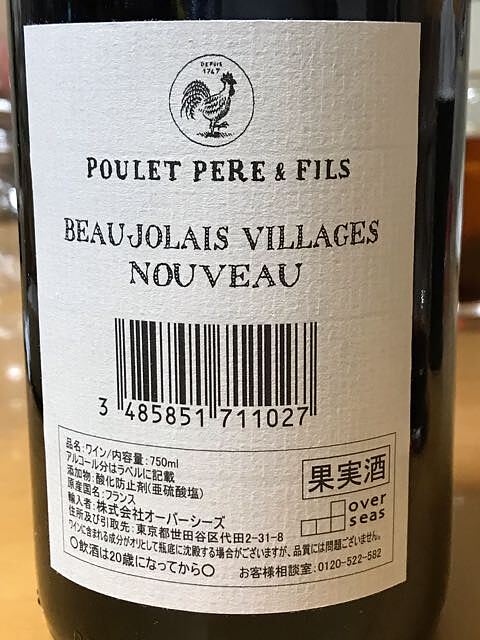 DEPUIS
1747
POULET PERE & FILS
BEAUJOLAIS VILLAGES
NOUVEAU
3 485851 711027
品名:ワイン/内容量:750ml
アルコール分はラベルに記載
添加物:酸化防止剤(亜硫酸塩)
原産国名:フランス
輸入者:株式会社オーバーシーズ
住所及び引取先:東京都世田谷区代田2-31-8
果実酒
over
seas
ワインに含まれる成分がオリとして瓶底に沈殿する場合がございますが、品質には問題ございません。
○飲酒は20歳になってから○
お客様相談室:0120-522-582